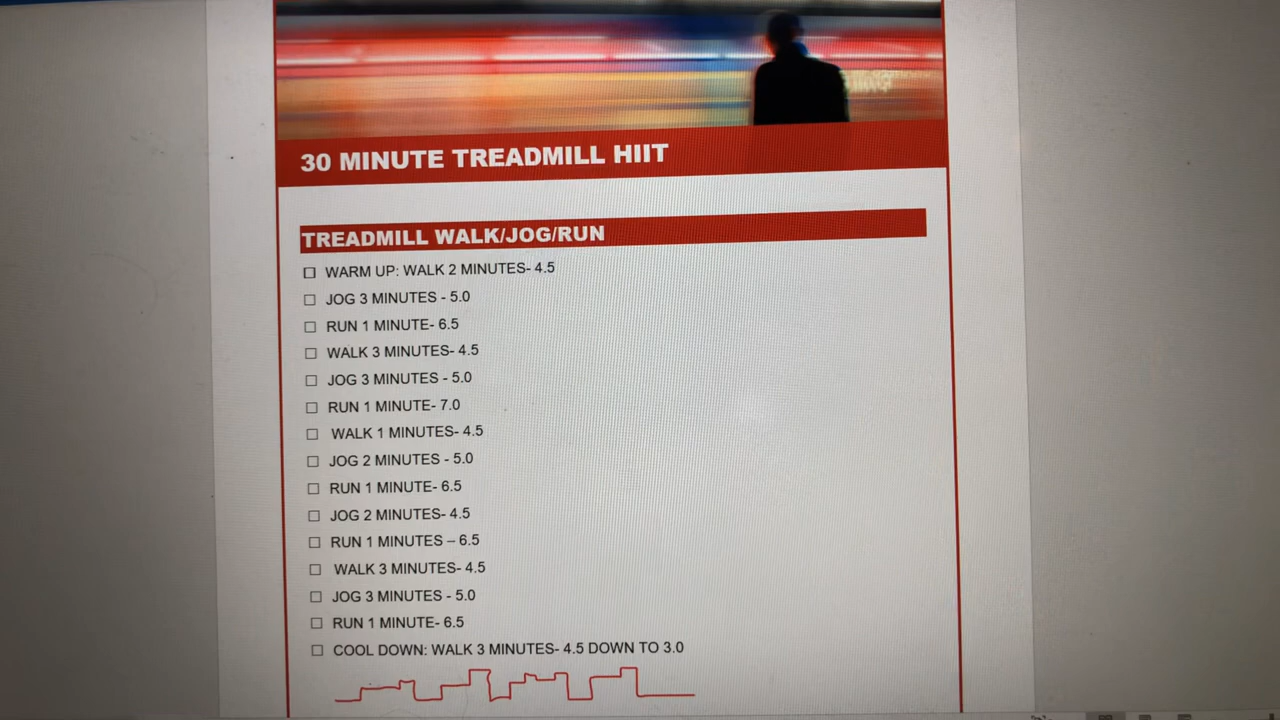 30 MINUTE TREADMILL HIIT
TREADMILL WALK/JOG/RUN
☐ WARM UP: WALK 2 MINUTES- 4.5
☐ JOG 3 MINUTES - 5.0
☐ RUN 1 MINUTE- 6.5
☐ WALK 3 MINUTES- 4.5
☐ JOG 3 MINUTES - 5.0
☐ RUN 1 MINUTE- 7.0
☐ WALK 1 MINUTES- 4.5
☐ JOG 2 MINUTES - 5.0
☐ RUN 1 MINUTE- 6.5
☐ JOG 2 MINUTES- 4.5
☐ RUN 1 MINUTES – 6.5
☐ WALK 3 MINUTES- 4.5
☐ JOG 3 MINUTES - 5.0
☐ RUN 1 MINUTE- 6.5
☐ COOL DOWN: WALK 3 MINUTES- 4.5 DOWN TO 3.0